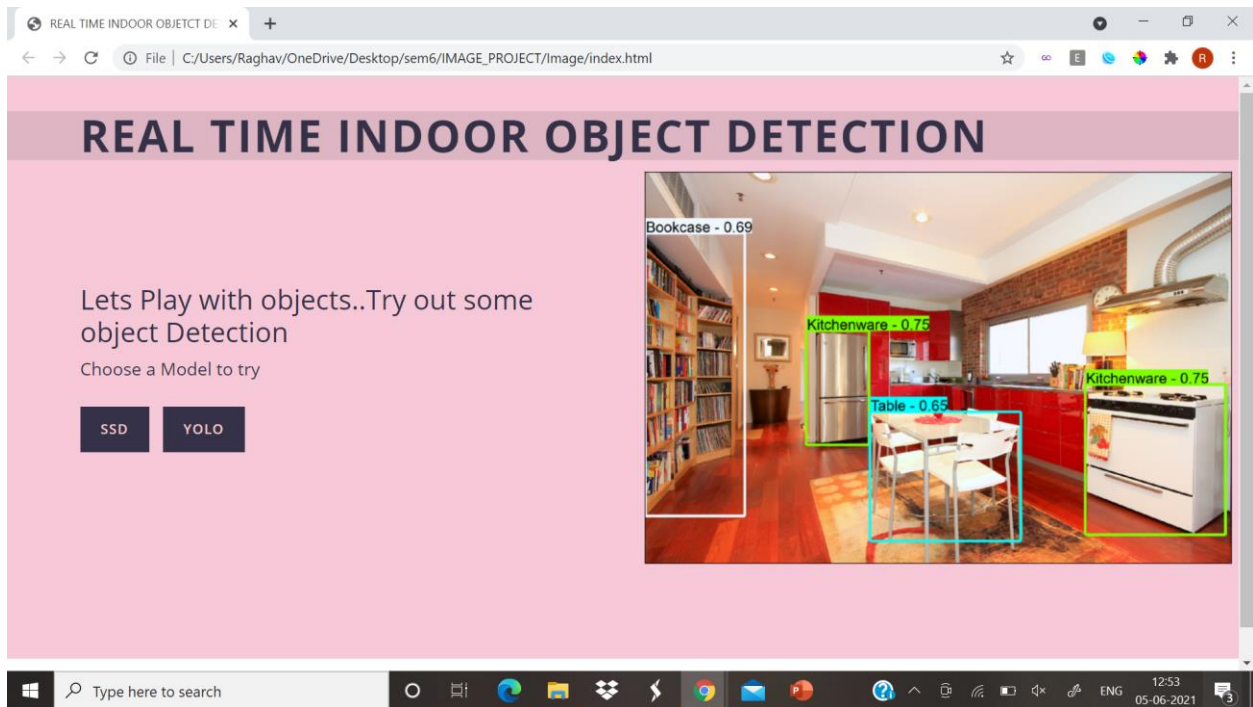 REAL TIME INDOOR OBJETCT DE
File | C:/Users/Raghav/OneDrive/Desktop/sem6/IMAGE_PROJECT/Image/index.html
E
R
REAL TIME INDOOR OBJECT DETECTION
Bookcase - 0.69
Kitchenware - 0.75
Kitchenware - 0.75
Table - 0.65
Lets Play with objects..Try out some
object Detection
Choose a Model to try
SSD
YOLO
Type here to search
ENG
12:53
05-06-2021
3